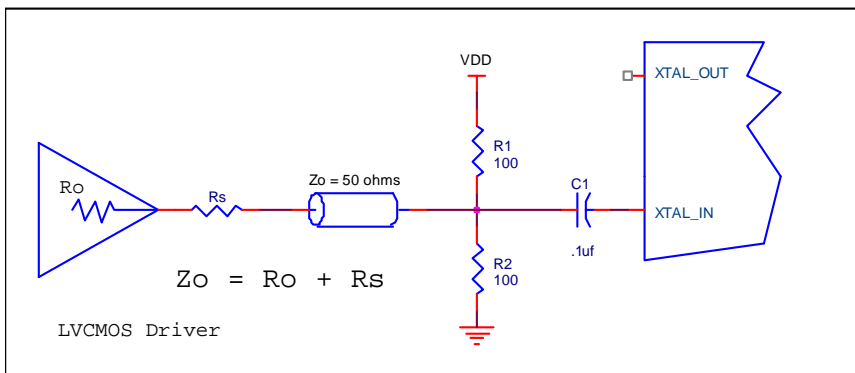 VDD
XTAL_OUT
R1
100
Ro
Rs
Zo = 50 ohms
C1
XTAL_IN
.1uf
R2
100
Zo = Ro + Rs
LVCMOS Driver